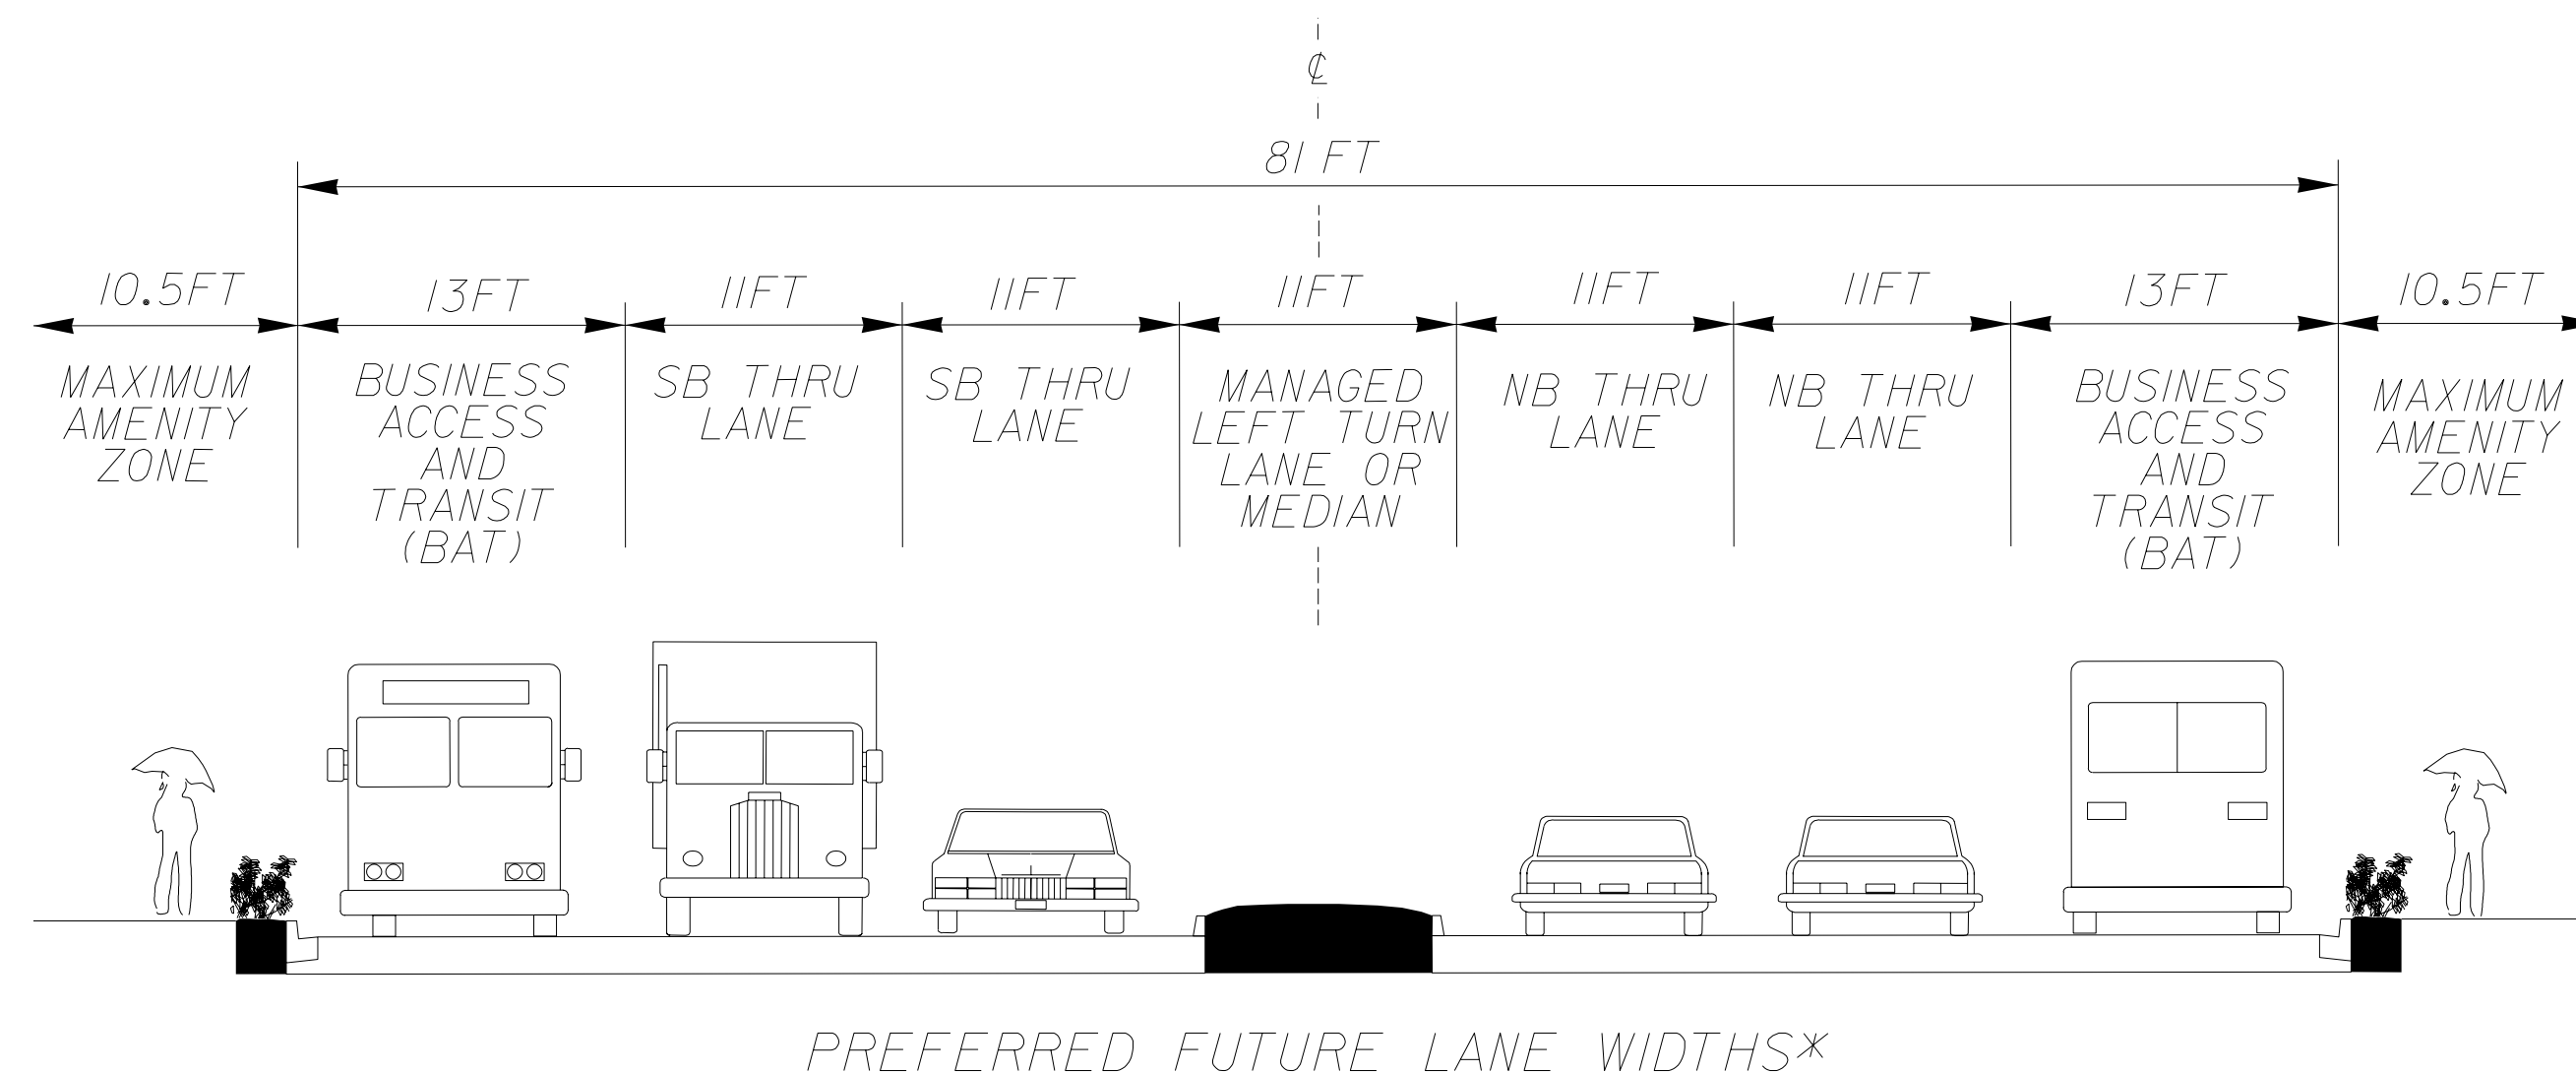 ℄
81 FT
10.5FT
13FT
11FT
11FT
11FT
11FT
11FT
13FT
10.5FT
MAXIMUM
AMENITY
ZONE
BUSINESS
ACCESS
AND
TRANSIT
(BAT)
SB THRU
LANE
SB THRU
LANE
MANAGED
LEFT TURN
LANE OR
MEDIAN
NB THRU
LANE
NB THRU
LANE
BUSINESS
ACCESS
AND
TRANSIT
(BAT)
MAXIMUM
AMENITY
ZONE
PREFERRED FUTURE LANE WIDTHS*